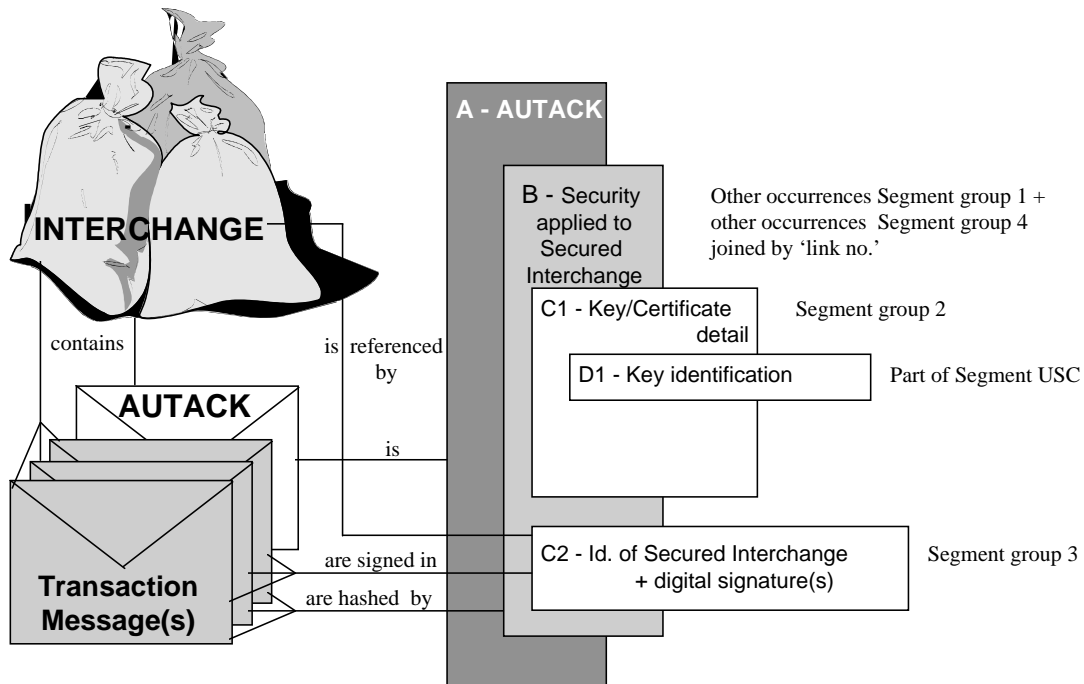 A - AUTACK
B - Security
applied to
Secured
Interchange
Other occurrences Segment group 1 +
other occurrences Segment group 4
joined by ‘link no.’
INTERCHANGE
C1 - Key/Certificate
detail
Segment group 2
contains
is referenced
by
D1 - Key identification
Part of Segment USC
AUTACK
is
C2 - Id. of Secured Interchange
+ digital signature(s)
Segment group 3
are signed in
Transaction
Message(s)
are hashed by